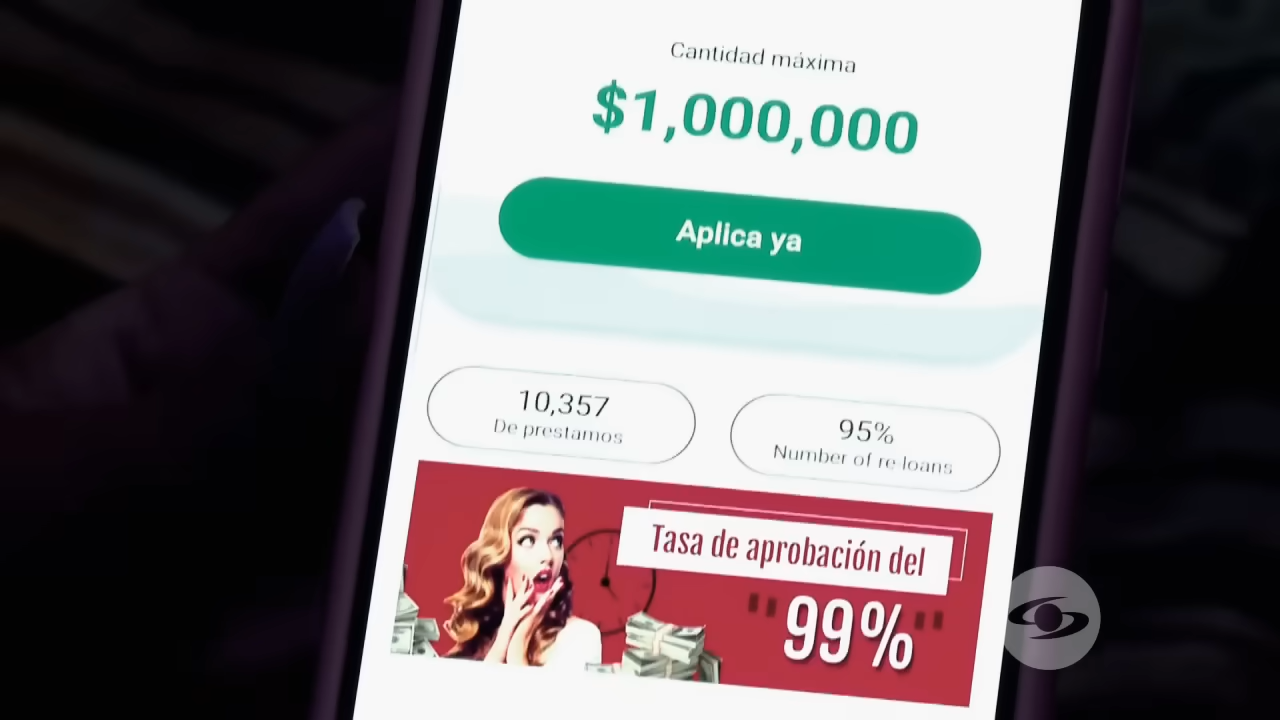 Cantidad máxima
$1,000,000
Aplica ya
10,357
De prestamos
95%
Number of re-loans
Tasa de aprobación del
"99%"